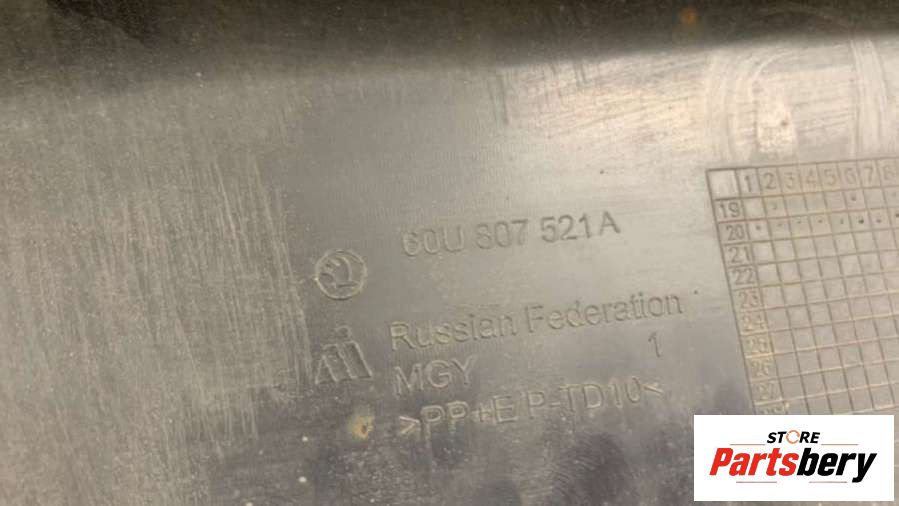 60U 807 521A
Russian Federation
MGY 1
>PP+E/P-TD10<
1 2 3 4 5 6 7 8
19
20
21
22
23
24
25
26
27
STORE
Partsbery